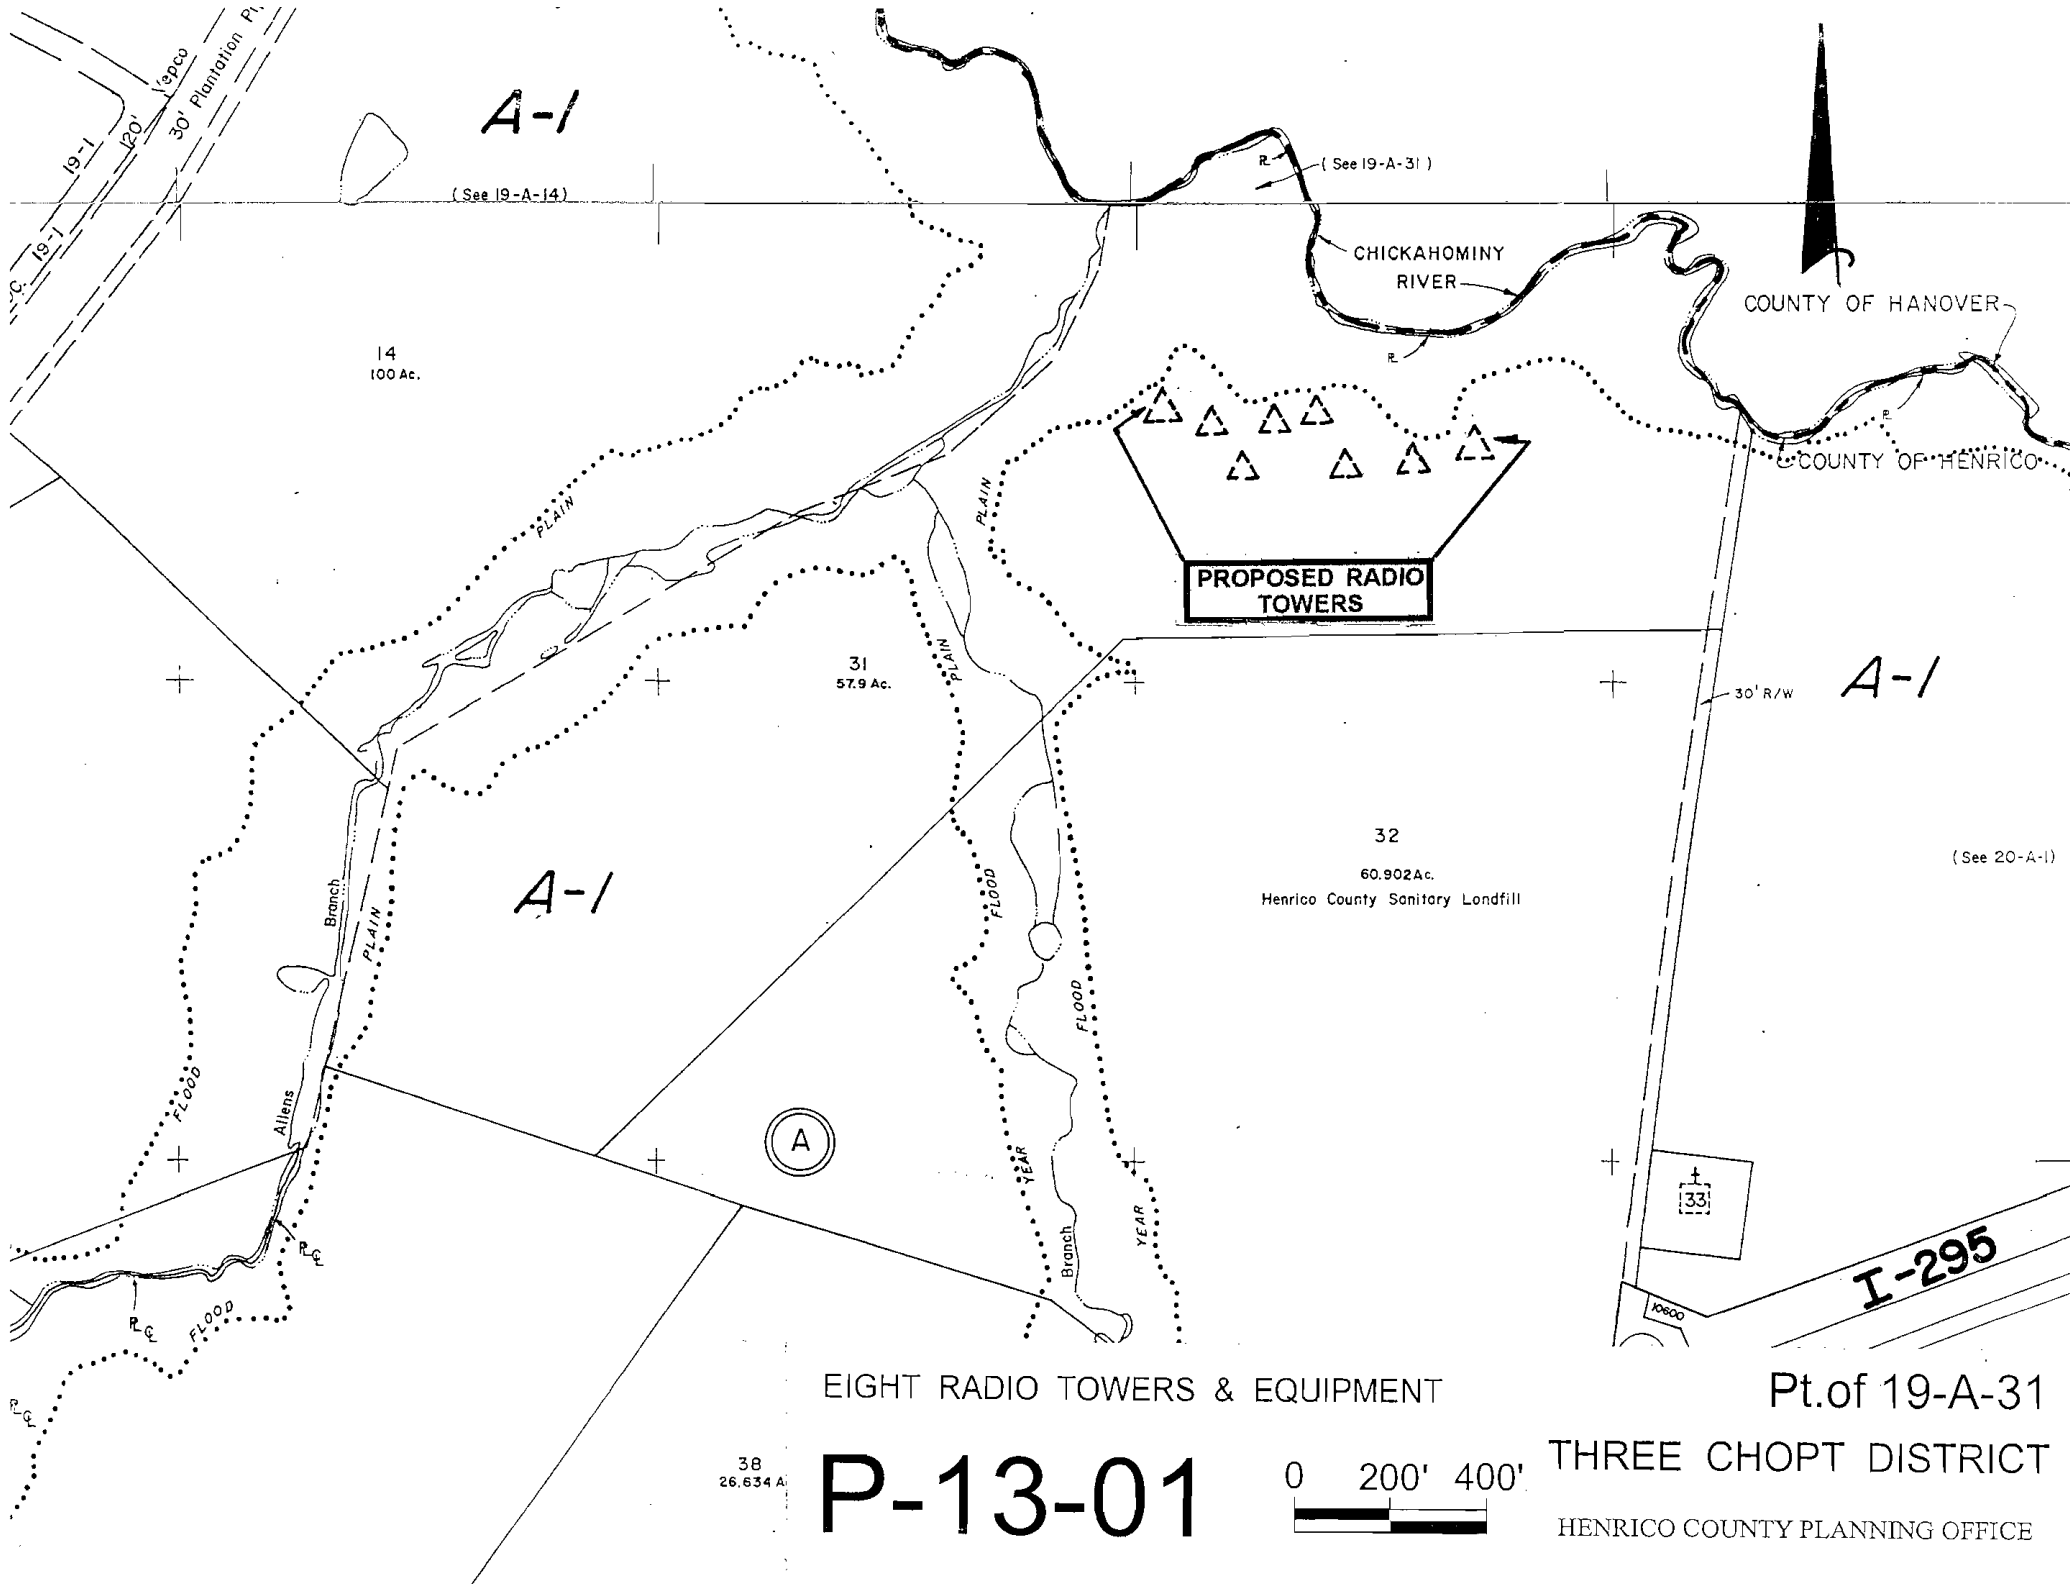 Vepco
30' Plantation
19-1
120'
19-1
A-1
(See 19-A-14)
(See 19-A-31)
CHICKAHOMINY
RIVER
COUNTY OF HANOVER
COUNTY OF HENRICO
14
100 Ac.
PLAIN
PLAIN
PROPOSED RADIO
TOWERS
31
57.9 Ac.
PLAIN
30' R/W
A-1
32
60.902 Ac.
Henrico County Sanitary Landfill
(See 20-A-1)
A-1
Branch
PLAIN
FLOOD
FLOOD
FLOOD
Allens
A
YEAR
YEAR
Branch
33
I-295
10600
FLOOD
38
26.634 A
EIGHT RADIO TOWERS & EQUIPMENT
P-13-01
0 200' 400'
Pt.of 19-A-31
THREE CHOPT DISTRICT
HENRICO COUNTY PLANNING OFFICE